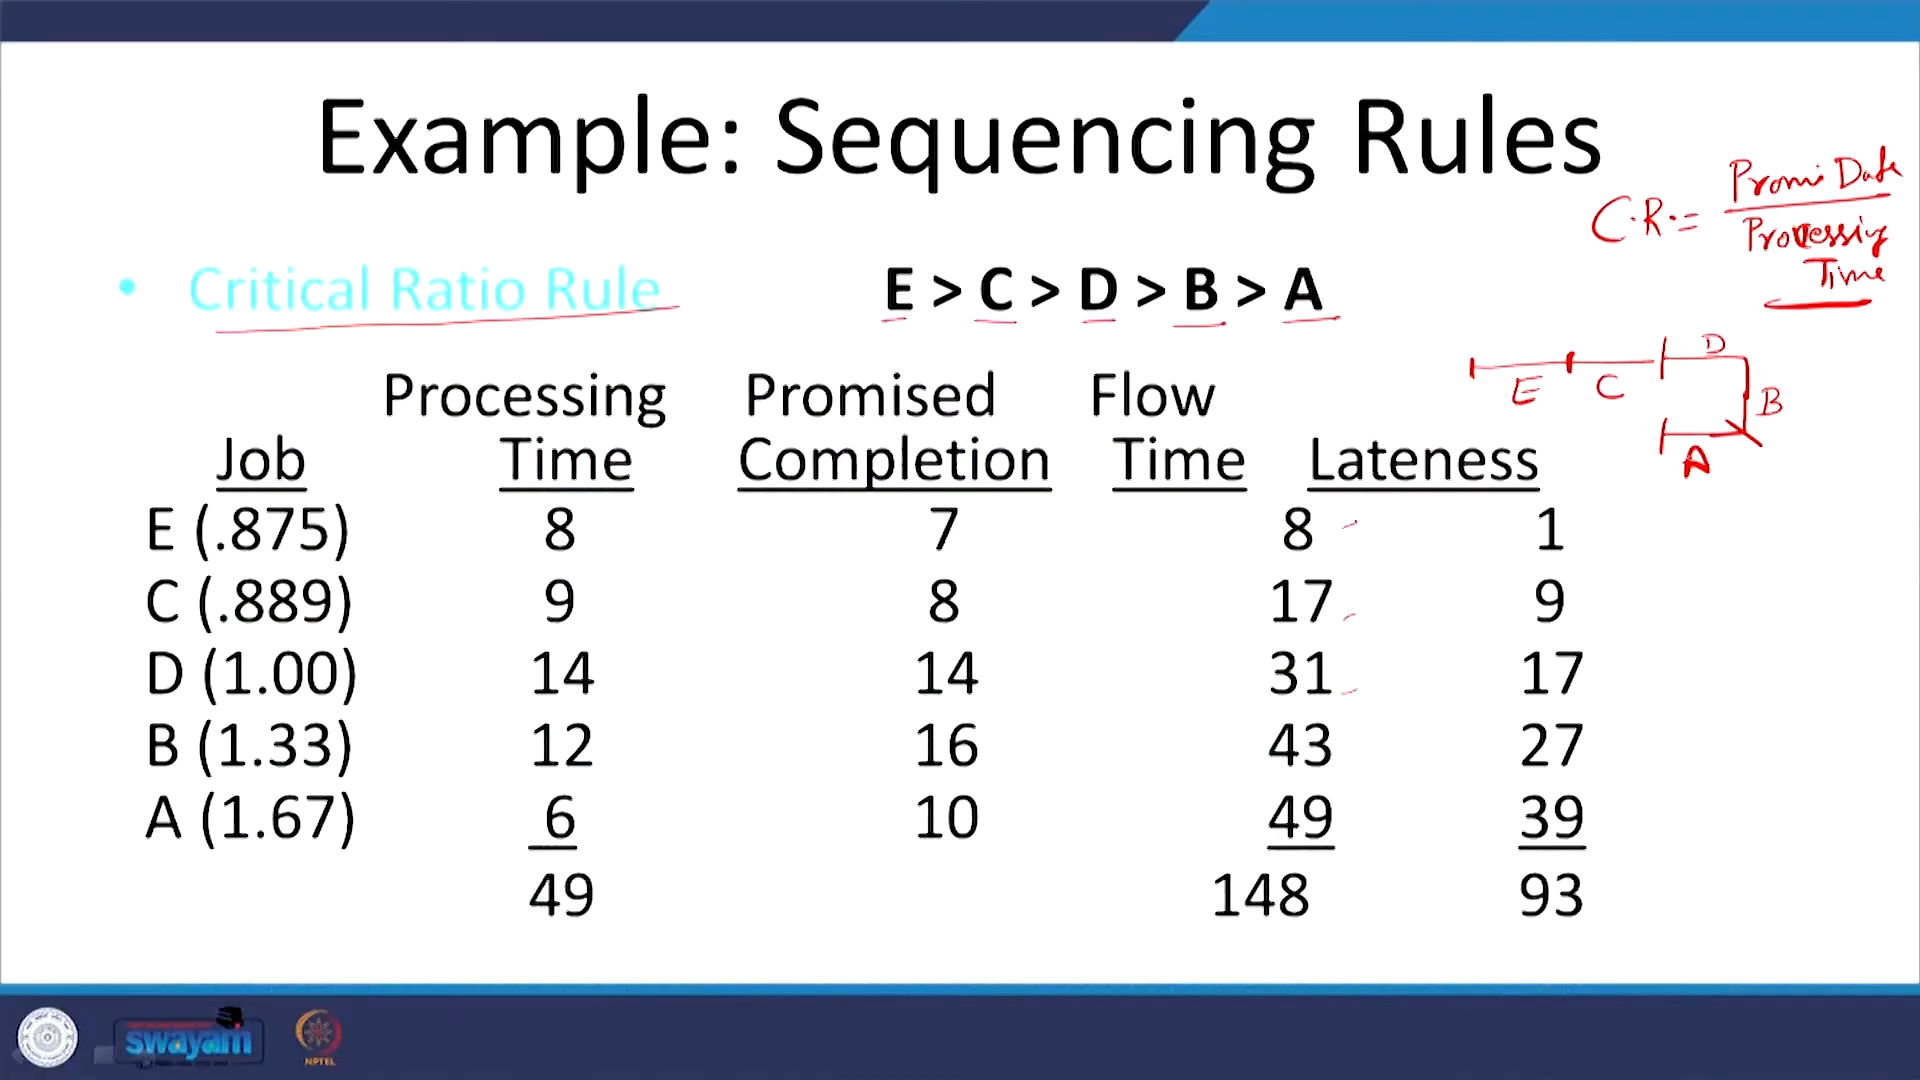 Example: Sequencing Rules
C.R. = Promi Date
Processing
Time
• Critical Ratio Rule E > C > D > B > A
E C D B A
Processing Promised Flow
Job Time Completion Time Lateness
E (.875) 8 7 8 1
C (.889) 9 8 17 9
D (1.00) 14 14 31 17
B (1.33) 12 16 43 27
A (1.67) 6 10 49 39
49 148 93
swayam
NPTEL